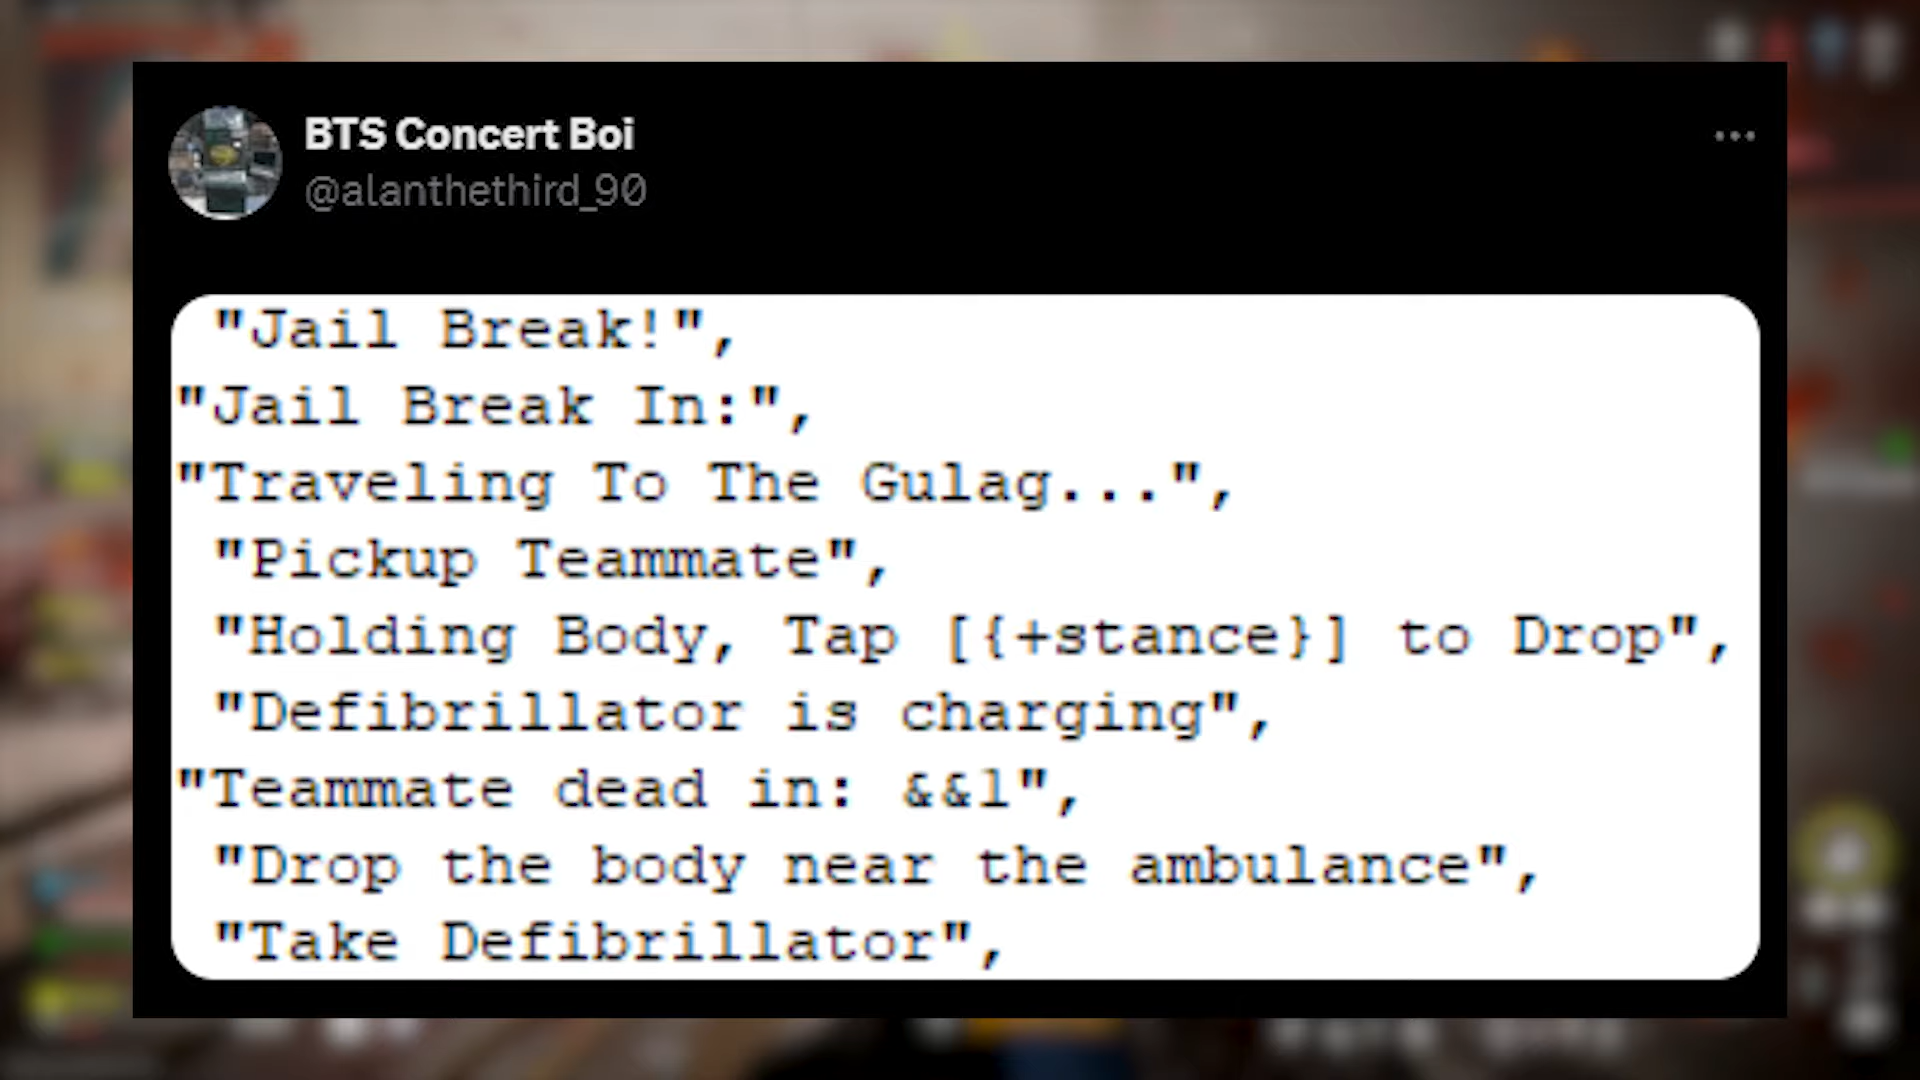 BTS Concert Boi
@alanthethird_90
"Jail Break!",
"Jail Break In:",
"Traveling To The Gulag...",
"Pickup Teammate",
"Holding Body, Tap [{+stance}] to Drop",
"Defibrillator is charging",
"Teammate dead in: &&1",
"Drop the body near the ambulance",
"Take Defibrillator",